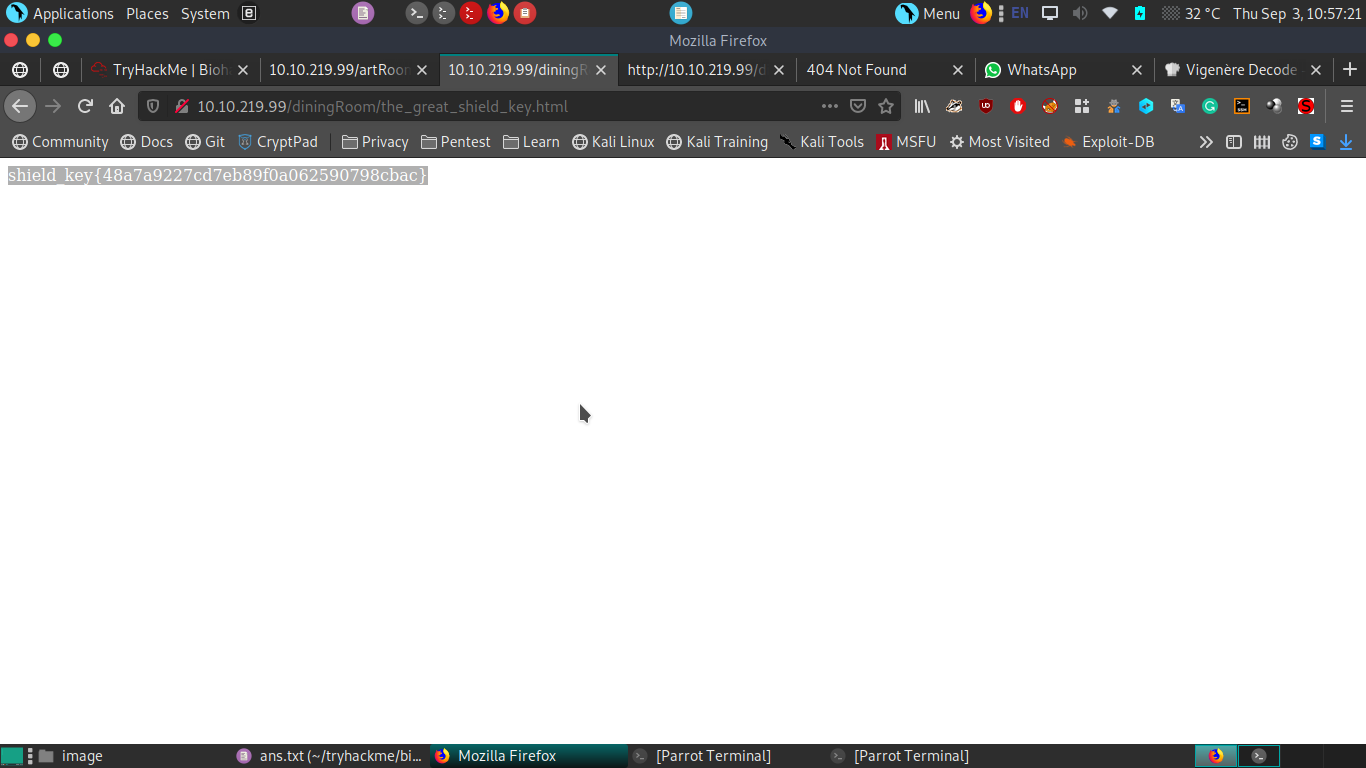 Applications Places System Menu EN 32 °C Thu Sep 3, 10:57:21
Mozilla Firefox
TryHackMe | Bioh 10.10.219.99/artRoom 10.10.219.99/diningR http://10.10.219.99/d 404 Not Found WhatsApp Vigenère Decode
10.10.219.99/diningRoom/the_great_shield_key.html
Community Docs Git CryptPad Privacy Pentest Learn Kali Linux Kali Training Kali Tools MSFU Most Visited Exploit-DB
shield_key{48a7a9227cd7eb89f0a062590798cbac}
image ans.txt (~/tryhackme/bi... Mozilla Firefox [Parrot Terminal] [Parrot Terminal]